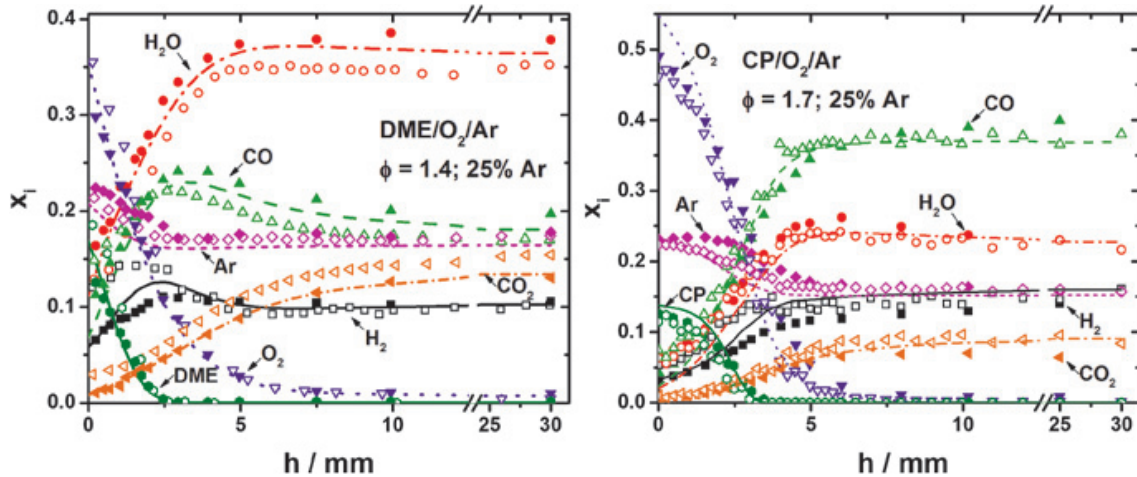 0.4
0.3
0.2
0.1
0.0
x_i
H₂O
DME/O₂/Ar
ϕ = 1.4; 25% Ar
CO
Ar
CO₂
H₂
O₂
DME
0 5 10 25 30
h / mm
0.5
0.4
0.3
0.2
0.1
0.0
x_i
O₂
CP/O₂/Ar
ϕ = 1.7; 25% Ar
CO
Ar
H₂O
CP
H₂
CO₂
0 5 10 25 30
h / mm